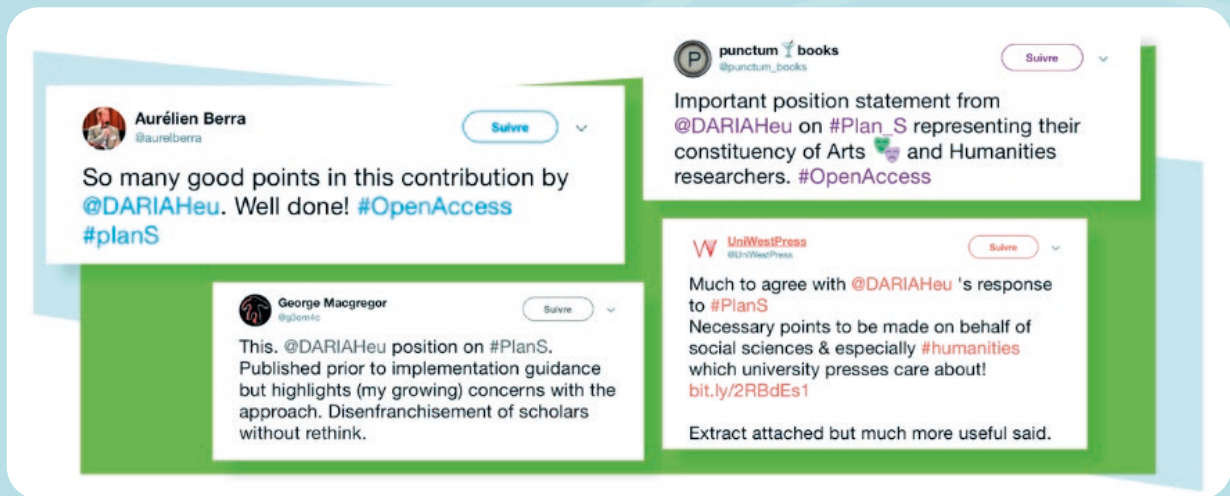 Aurélien Berra
@aurelberra
Suivre
So many good points in this contribution by
@DARIAHeu. Well done! #OpenAccess
#planS
punctum books
@punctum_books
Suivre
Important position statement from
@DARIAHeu on #Plan_S representing their
constituency of Arts 🎭 and Humanities
researchers. #OpenAccess
George Macgregor
@g3om4c
Suivre
This. @DARIAHeu position on #PlanS.
Published prior to implementation guidance
but highlights (my growing) concerns with the
approach. Disenfranchisement of scholars
without rethink.
UniWestPress
@UniWestPress
Suivre
Much to agree with @DARIAHeu 's response
to #PlanS
Necessary points to be made on behalf of
social sciences & especially #humanities
which university presses care about!
bit.ly/2RBdEs1
Extract attached but much more useful said.